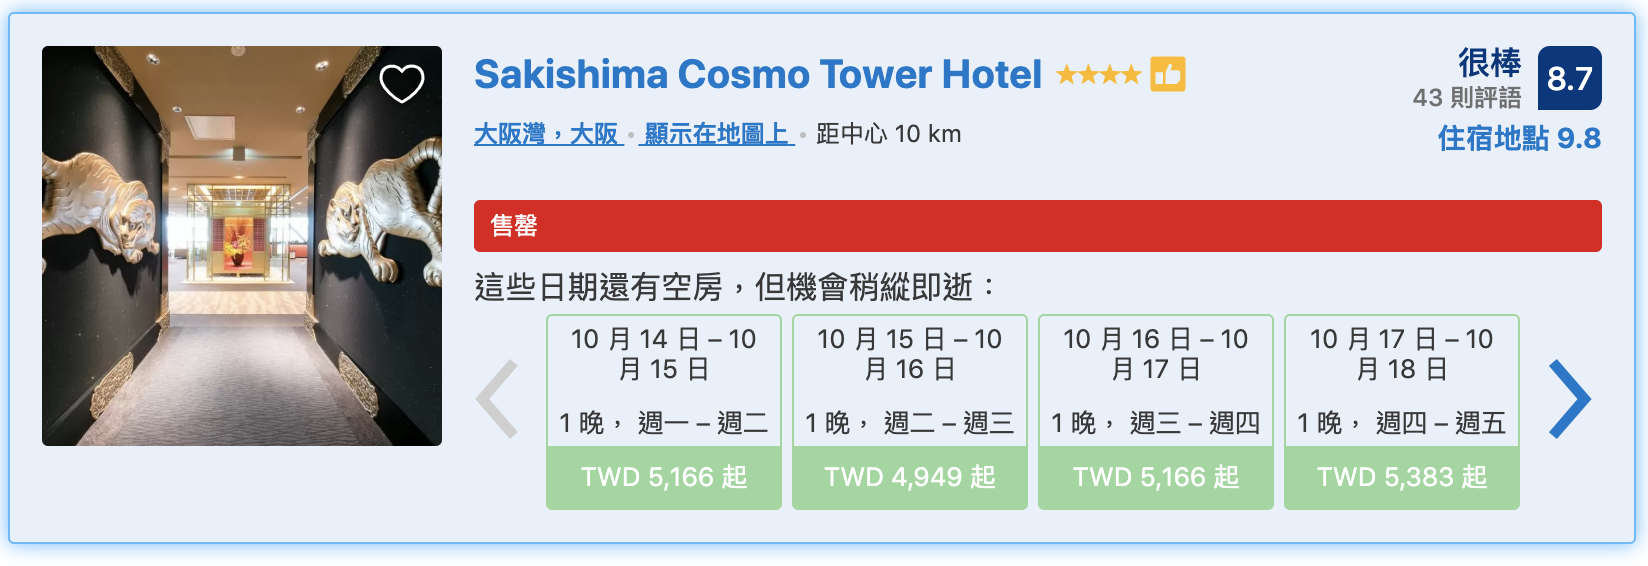 Sakishima Cosmo Tower Hotel
很棒
43 則評語
8.7
大阪灣，大阪 • 顯示在地圖上 • 距中心 10 km
住宿地點 9.8
售罄
這些日期還有空房，但機會稍縱即逝：
10 月 14 日 – 10
月 15 日
1 晚， 週一 – 週二
TWD 5,166 起
10 月 15 日 – 10
月 16 日
1 晚， 週二 – 週三
TWD 4,949 起
10 月 16 日 – 10
月 17 日
1 晚， 週三 – 週四
TWD 5,166 起
10 月 17 日 – 10
月 18 日
1 晚， 週四 – 週五
TWD 5,383 起